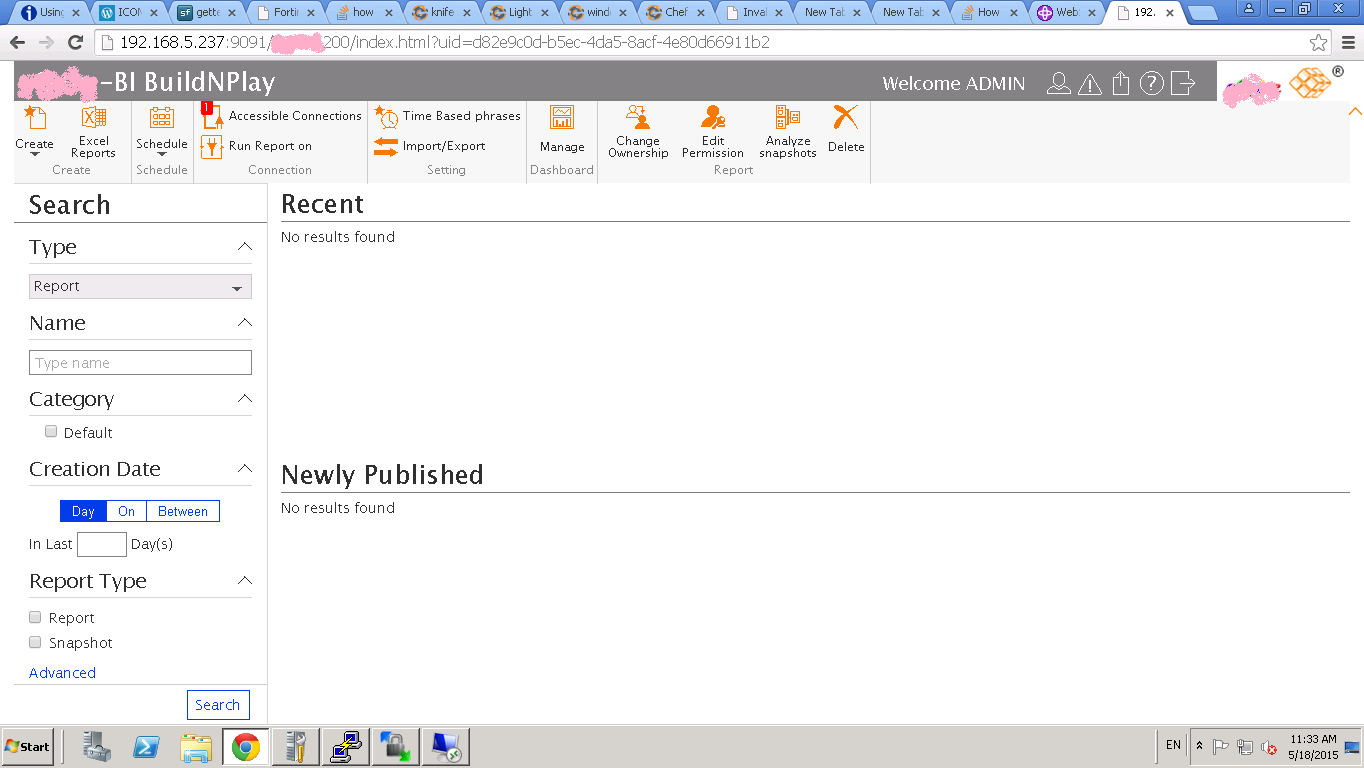 Using
ICON
gette
Fortin
how
knife
Light
wind
Chef
Inval
New Tab
New Tab
How
Web
192.
192.168.5.237:9091/
200/index.html?uid=d82e9c0d-b5ec-4da5-8acf-4e80d66911b2
-BI BuildNPlay
Welcome ADMIN
®
Create
Excel Reports
Create
Schedule
Schedule
1
Accessible Connections
Run Report on
Connection
Time Based phrases
Import/Export
Setting
Manage
Dashboard
Change Ownership
Edit Permission
Analyze snapshots
Delete
Report
Search
Type
Report
Name
Type name
Category
Default
Creation Date
Day On Between
In Last Day(s)
Report Type
Report
Snapshot
Advanced
Search
Recent
No results found
Newly Published
No results found
Start
EN
11:33 AM
5/18/2015